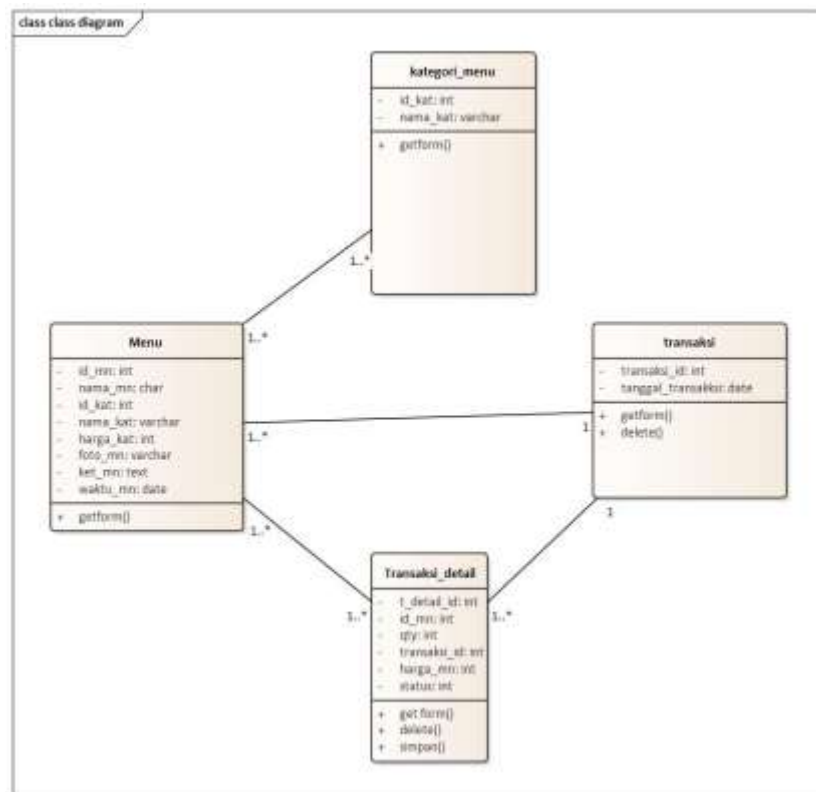 class class diagram
kategori_menu
- id_kat: int
- nama_kat: varchar
+ getform()
1..*
1..*
Menu
- id_mn: int
- nama_mn: char
- id_kat: int
- nama_kat: varchar
- harga_kat: int
- foto_mn: varchar
- ket_mn: text
- waktu_mn: date
+ getform()
1..*
1..*
transaksi
- transaksi_id: int
- tanggal_transaksi: date
+ getform()
+ delete()
1
1
Transaksi_detail
- t_detail_id: int
- id_mn: int
- qty: int
- transaksi_id: int
- harga_mn: int
- status: int
+ get form()
+ delete()
+ simpan()
1..*
1..*